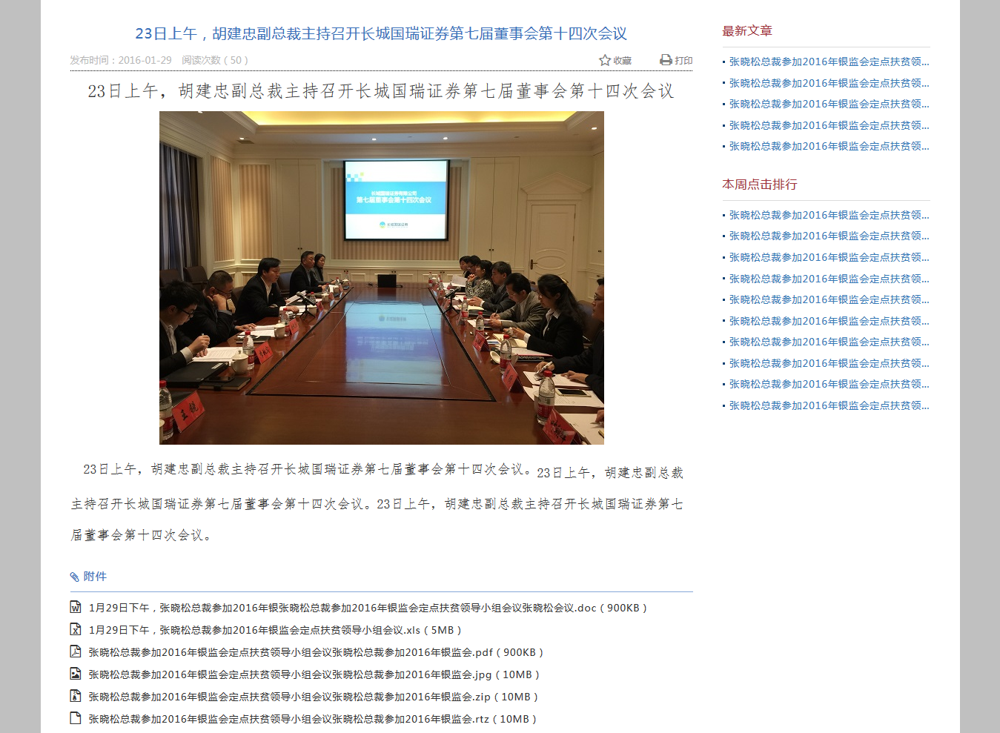 23日上午，胡建忠副总裁主持召开长城国瑞证券第七届董事会第十四次会议
发布时间：2016-01-29 阅读次数（50）
收藏
打印
23日上午，胡建忠副总裁主持召开长城国瑞证券第七届董事会第十四次会议
长城国瑞证券有限公司
第七届董事会第十四次会议
长城国瑞证券
王锐
23日上午，胡建忠副总裁主持召开长城国瑞证券第七届董事会第十四次会议。23日上午，胡建忠副总裁
主持召开长城国瑞证券第七届董事会第十四次会议。23日上午，胡建忠副总裁主持召开长城国瑞证券第七
届董事会第十四次会议。
附件
1月29日下午，张晓松总裁参加2016年银张晓松总裁参加2016年银监会定点扶贫领导小组会议张晓松会议.doc（900KB）
1月29日下午，张晓松总裁参加2016年银监会定点扶贫领导小组会议.xls（5MB）
张晓松总裁参加2016年银监会定点扶贫领导小组会议张晓松总裁参加2016年银监会.pdf（900KB）
张晓松总裁参加2016年银监会定点扶贫领导小组会议张晓松总裁参加2016年银监会.jpg（10MB）
张晓松总裁参加2016年银监会定点扶贫领导小组会议张晓松总裁参加2016年银监会.zip（10MB）
张晓松总裁参加2016年银监会定点扶贫领导小组会议张晓松总裁参加2016年银监会.rtz（10MB）
最新文章
张晓松总裁参加2016年银监会定点扶贫领...
张晓松总裁参加2016年银监会定点扶贫领...
张晓松总裁参加2016年银监会定点扶贫领...
张晓松总裁参加2016年银监会定点扶贫领...
张晓松总裁参加2016年银监会定点扶贫领...
本周点击排行
张晓松总裁参加2016年银监会定点扶贫领...
张晓松总裁参加2016年银监会定点扶贫领...
张晓松总裁参加2016年银监会定点扶贫领...
张晓松总裁参加2016年银监会定点扶贫领...
张晓松总裁参加2016年银监会定点扶贫领...
张晓松总裁参加2016年银监会定点扶贫领...
张晓松总裁参加2016年银监会定点扶贫领...
张晓松总裁参加2016年银监会定点扶贫领...
张晓松总裁参加2016年银监会定点扶贫领...
张晓松总裁参加2016年银监会定点扶贫领...